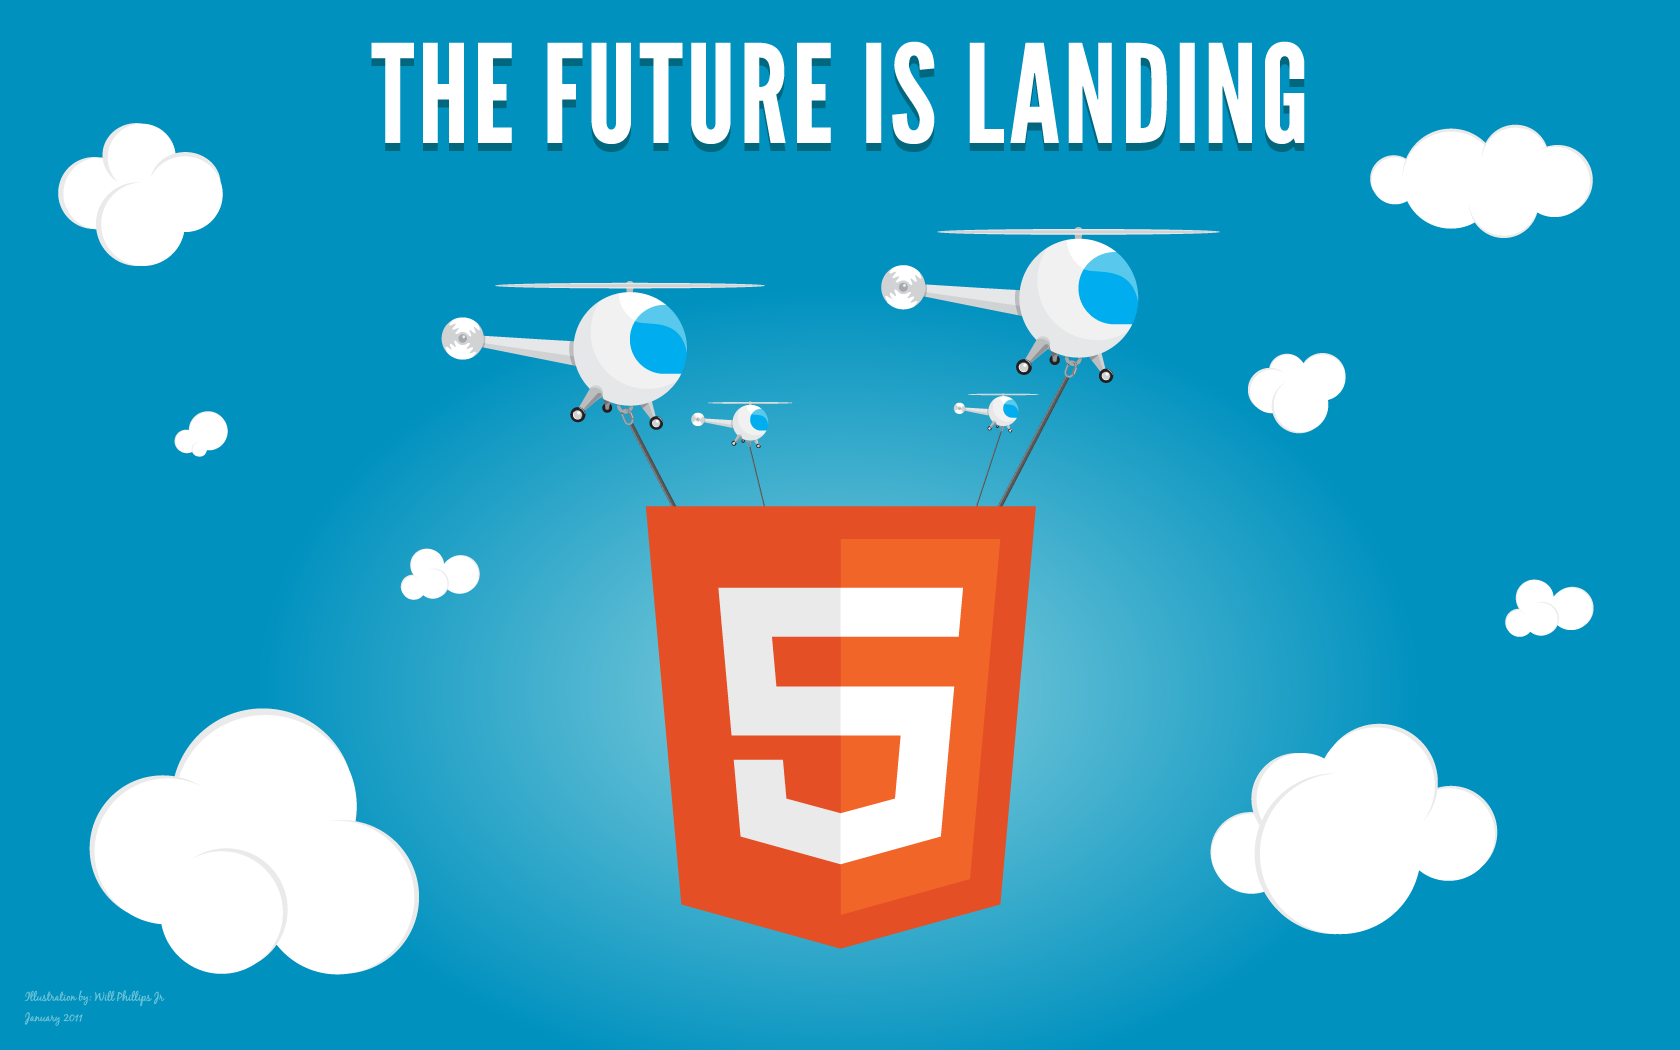 THE FUTURE IS LANDING
5
Illustration by: Will Phillips Jr
January 2011